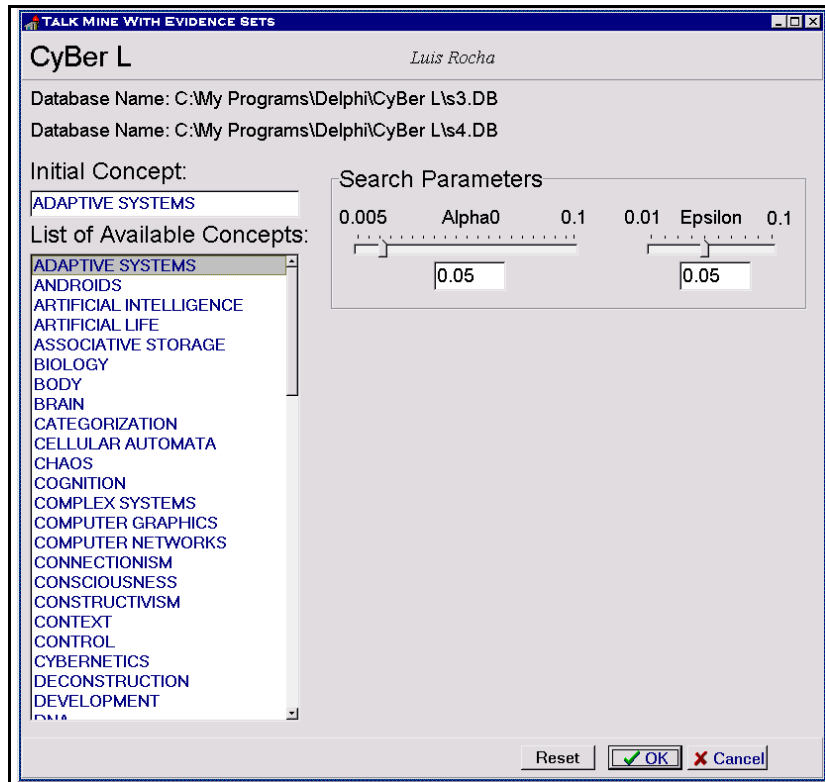 TALK MINE WITH EVIDENCE SETS
CyBer L
Luis Rocha
Database Name: C:\My Programs\Delphi\CyBer L\s3.DB
Database Name: C:\My Programs\Delphi\CyBer L\s4.DB
Initial Concept:
ADAPTIVE SYSTEMS
List of Available Concepts:
ADAPTIVE SYSTEMS
ANDROIDS
ARTIFICIAL INTELLIGENCE
ARTIFICIAL LIFE
ASSOCIATIVE STORAGE
BIOLOGY
BODY
BRAIN
CATEGORIZATION
CELLULAR AUTOMATA
CHAOS
COGNITION
COMPLEX SYSTEMS
COMPUTER GRAPHICS
COMPUTER NETWORKS
CONNECTIONISM
CONSCIOUSNESS
CONSTRUCTIVISM
CONTEXT
CONTROL
CYBERNETICS
DECONSTRUCTION
DEVELOPMENT
DNA
Search Parameters
0.005 Alpha0 0.1
0.05
0.01 Epsilon 0.1
0.05
Reset OK Cancel